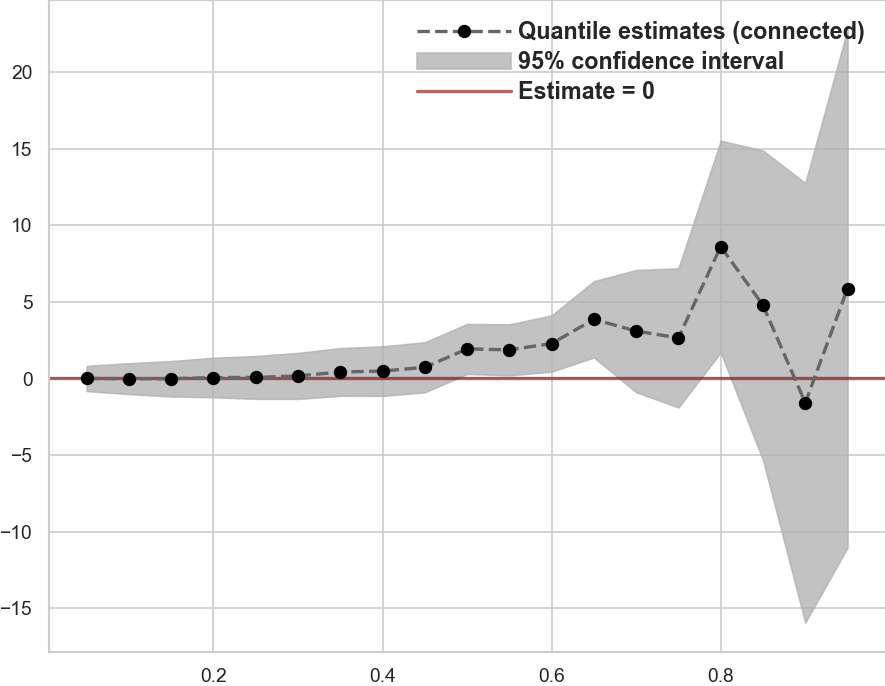 Quantile estimates (connected)
95% confidence interval
Estimate = 0
20
15
10
5
0
−5
−10
−15
0.2 0.4 0.6 0.8